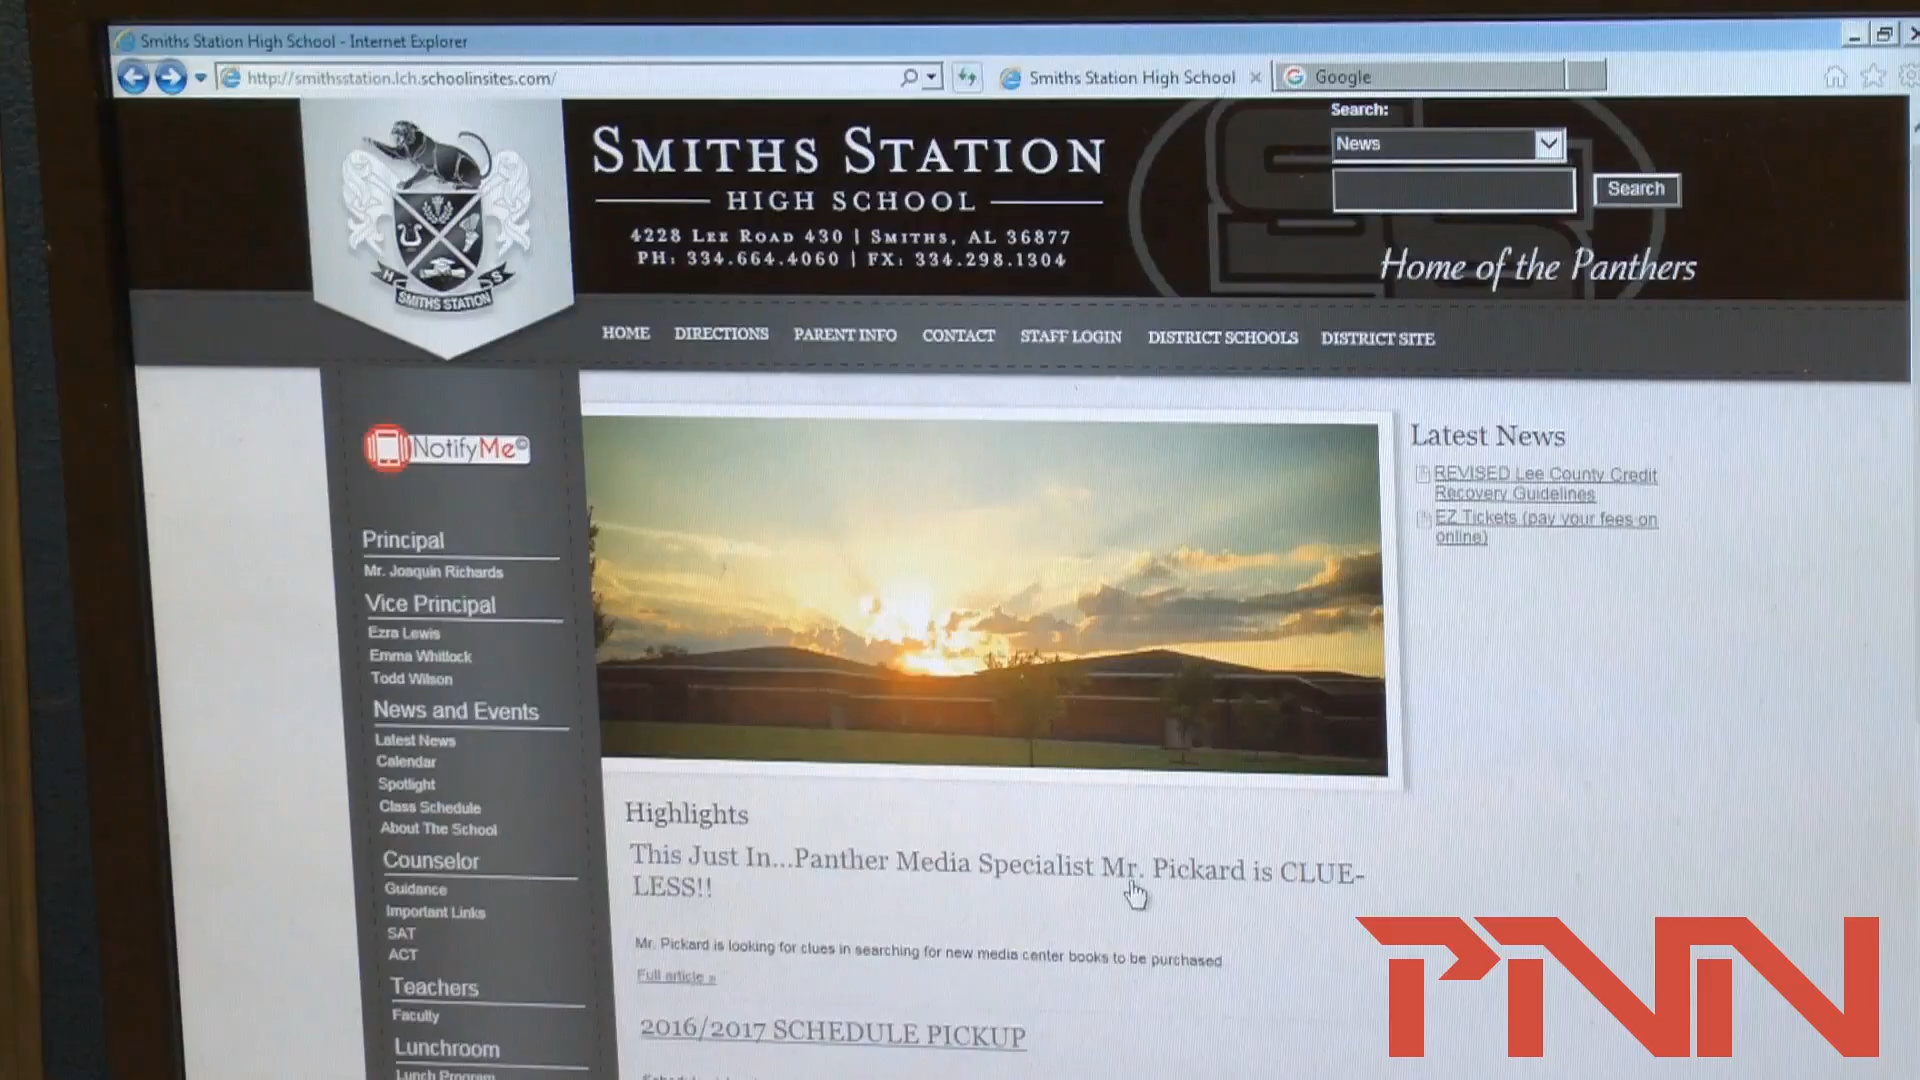 Smiths Station High School - Internet Explorer
http://smithsstation.lch.schoolinsites.com/
Smiths Station High School
Google
Search:
News
Search
SMITHS STATION
HIGH SCHOOL
4228 LEE ROAD 430 | SMITHS, AL 36877
PH: 334.664.4060 | FX: 334.298.1304
Home of the Panthers
H S
SMITHS STATION
HOME DIRECTIONS PARENT INFO CONTACT STAFF LOGIN DISTRICT SCHOOLS DISTRICT SITE
NotifyMe
Principal
Mr. Joaquin Richards
Vice Principal
Ezra Lewis
Emma Whitlock
Todd Wilson
News and Events
Latest News
Calendar
Spotlight
Class Schedule
About The School
Counselor
Guidance
Important Links
SAT
ACT
Teachers
Faculty
Lunchroom
Lunch Program
Latest News
REVISED Lee County Credit
Recovery Guidelines
EZ Tickets (pay your fees on
online)
Highlights
This Just In...Panther Media Specialist Mr. Pickard is CLUE-
LESS!!
Mr. Pickard is looking for clues in searching for new media center books to be purchased
Full article »
2016/2017 SCHEDULE PICKUP
PNN